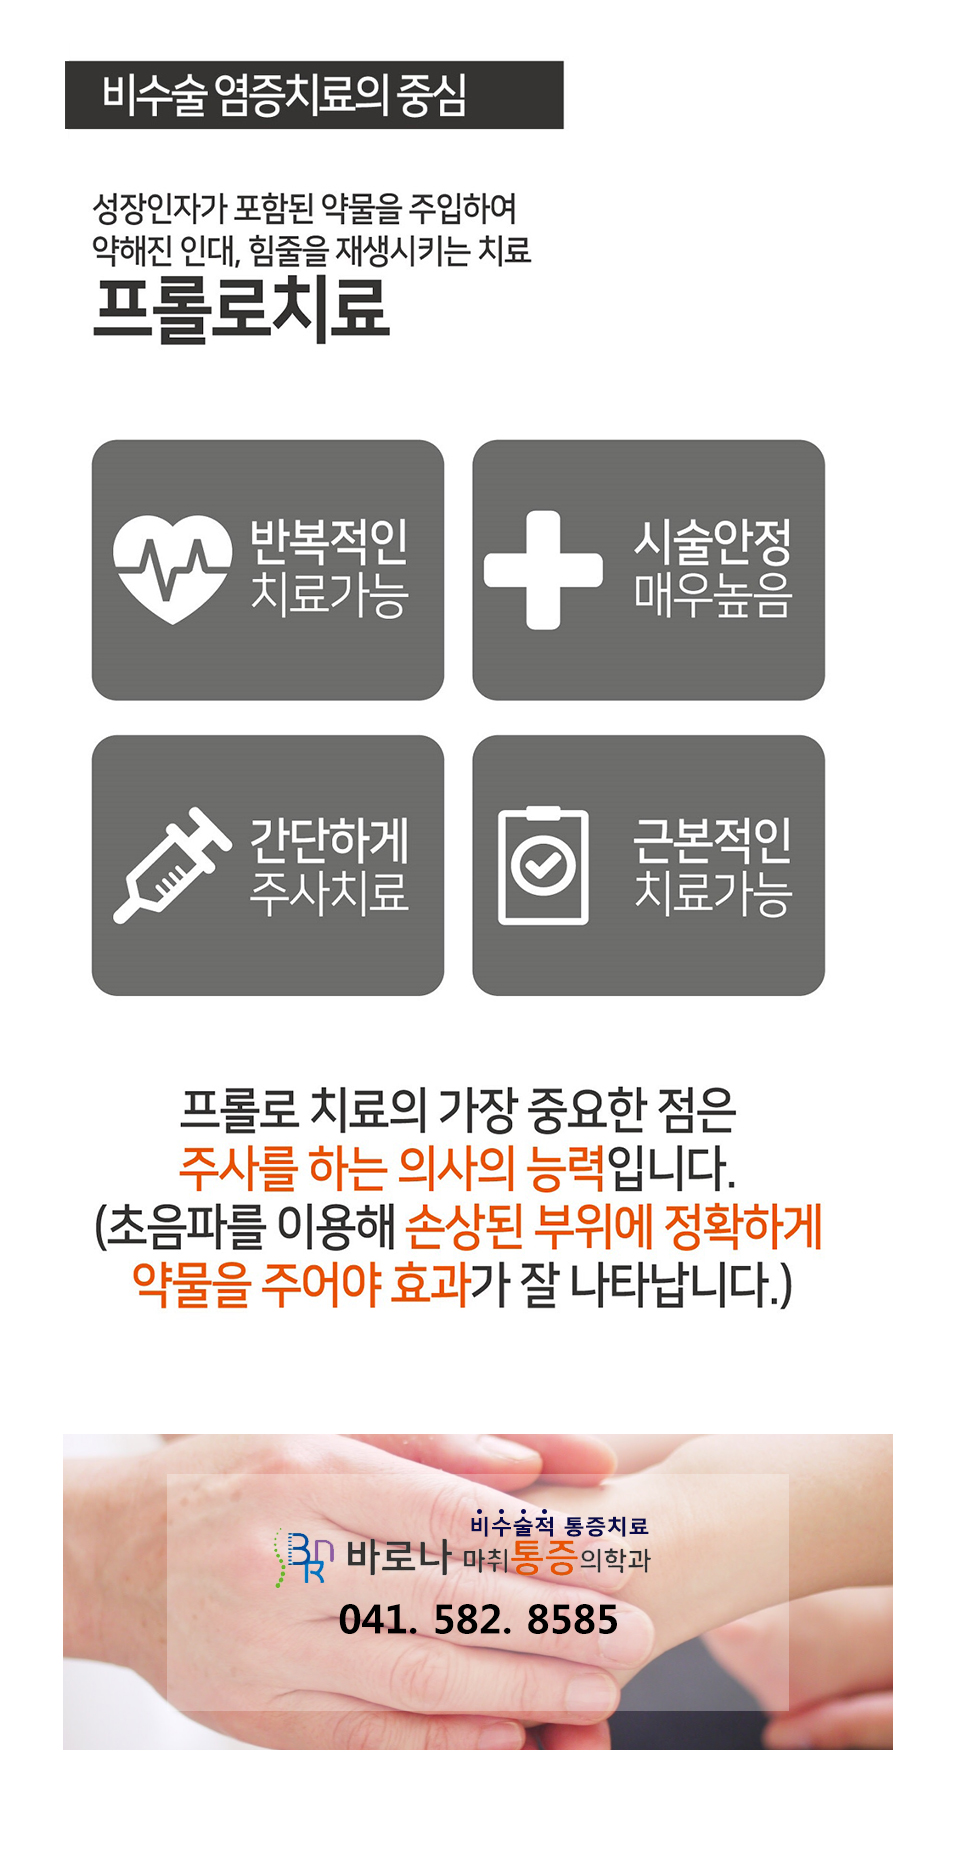 비수술 염증치료의 중심
성장인자가 포함된 약물을 주입하여
약해진 인대, 힘줄을 재생시키는 치료
프롤로치료
반복적인
치료가능
시술안정
매우높음
간단하게
주사치료
근본적인
치료가능
프롤로 치료의 가장 중요한 점은
주사를 하는 의사의 능력입니다.
(초음파를 이용해 손상된 부위에 정확하게
약물을 주어야 효과가 잘 나타납니다.)
비수술적 통증치료
BRn 바로나 마취통증의학과
041. 582. 8585